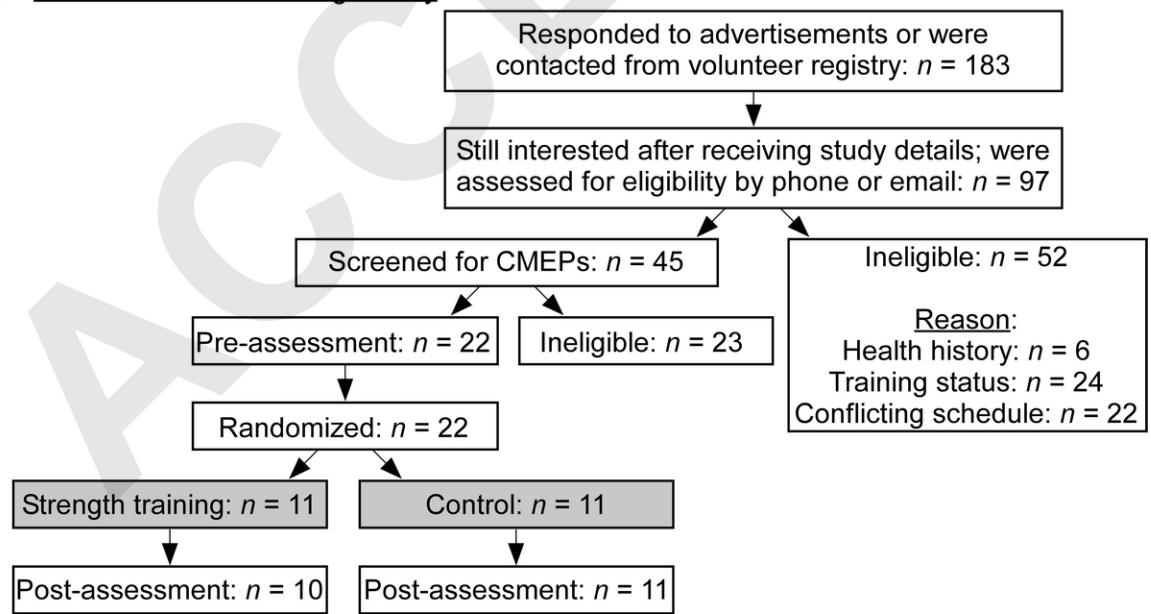 Responded to advertisements or were
contacted from volunteer registry: n = 183
Still interested after receiving study details; were
assessed for eligibility by phone or email: n = 97
Screened for CMEPs: n = 45
Ineligible: n = 52
Reason:
Health history: n = 6
Training status: n = 24
Conflicting schedule: n = 22
Pre-assessment: n = 22
Ineligible: n = 23
Randomized: n = 22
Strength training: n = 11
Control: n = 11
Post-assessment: n = 10
Post-assessment: n = 11